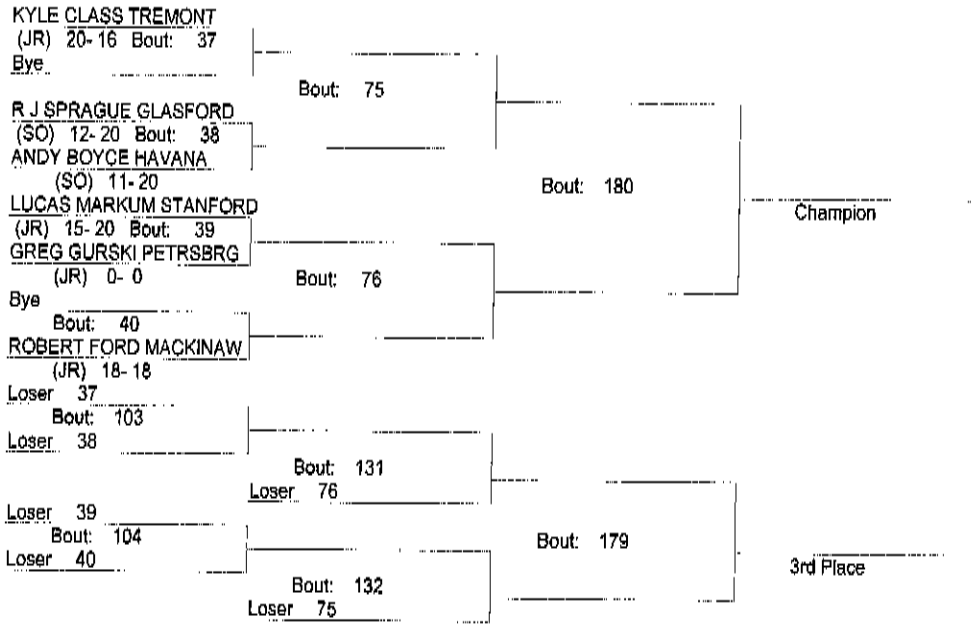 KYLE CLASS TREMONT
(JR) 20-16 Bout: 37
Bye
Bout: 75
R J SPRAGUE GLASFORD
(SO) 12-20 Bout: 38
ANDY BOYCE HAVANA
(SO) 11-20
Bout: 180
LUCAS MARKUM STANFORD
Champion
(JR) 15-20 Bout: 39
GREG GURSKI PETRSBRG
(JR) 0-0
Bout: 76
Bye
Bout: 40
ROBERT FORD MACKINAW
(JR) 18-18
Loser 37
Bout: 103
Loser 38
Bout: 131
Loser 76
Loser 39
Bout: 104
Bout: 179
Loser 40
3rd Place
Bout: 132
Loser 75